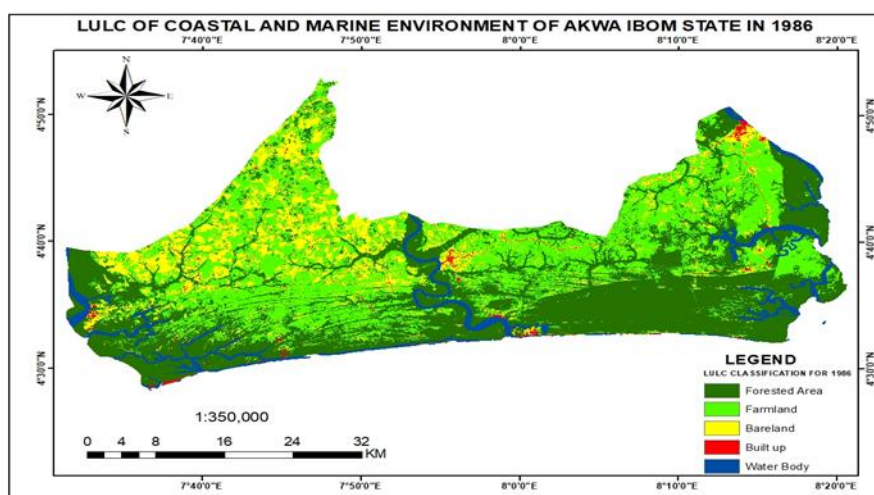 LULC OF COASTAL AND MARINE ENVIRONMENT OF AKWA IBOM STATE IN 1986
7°40'0"E 7°50'0"E 8°0'0"E 8°10'0"E 8°20'0"E
N
W E
S
4°50'0"N 4°50'0"N
4°40'0"N 4°40'0"N
4°30'0"N 4°30'0"N
LEGEND
LULC CLASSIFICATION FOR 1986
Forested Area
Farmland
Bareland
Built up
Water Body
1:350,000
0 4 8 16 24 32
KM
7°40'0"E 7°50'0"E 8°0'0"E 8°10'0"E 8°20'0"E